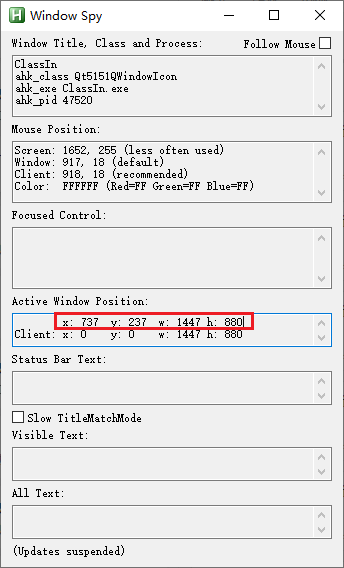 H Window Spy
Window Title, Class and Process: Follow Mouse
ClassIn
ahk_class Qt5151QWindowIcon
ahk_exe ClassIn.exe
ahk_pid 47520
Mouse Position:
Screen: 1652, 255 (less often used)
Window: 917, 18 (default)
Client: 918, 18 (recommended)
Color: FFFFFF (Red=FF Green=FF Blue=FF)
Focused Control:
Active Window Position:
x: 737 y: 237 w: 1447 h: 880
Client: x: 0 y: 0 w: 1447 h: 880
Status Bar Text:
Slow TitleMatchMode
Visible Text:
All Text:
(Updates suspended)